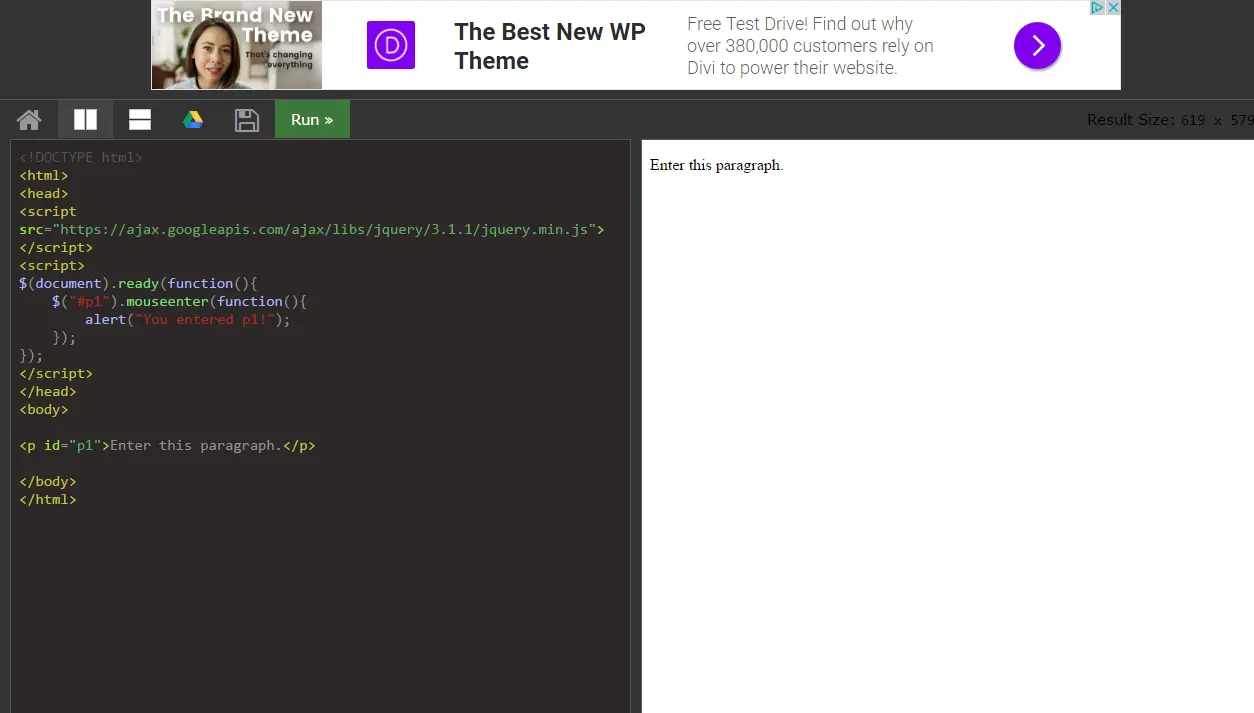 The Brand New
Theme
That's changing
everything
D
The Best New WP
Theme
Free Test Drive! Find out why
over 380,000 customers rely on
Divi to power their website.
Run »
Result Size: 619 x 579
<!DOCTYPE html>
<html>
<head>
<script
src="https://ajax.googleapis.com/ajax/libs/jquery/3.1.1/jquery.min.js">
</script>
<script>
$(document).ready(function(){
    $("#p1").mouseenter(function(){
        alert("You entered p1!");
    });
});
</script>
</head>
<body>
<p id="p1">Enter this paragraph.</p>
</body>
</html>
Enter this paragraph.